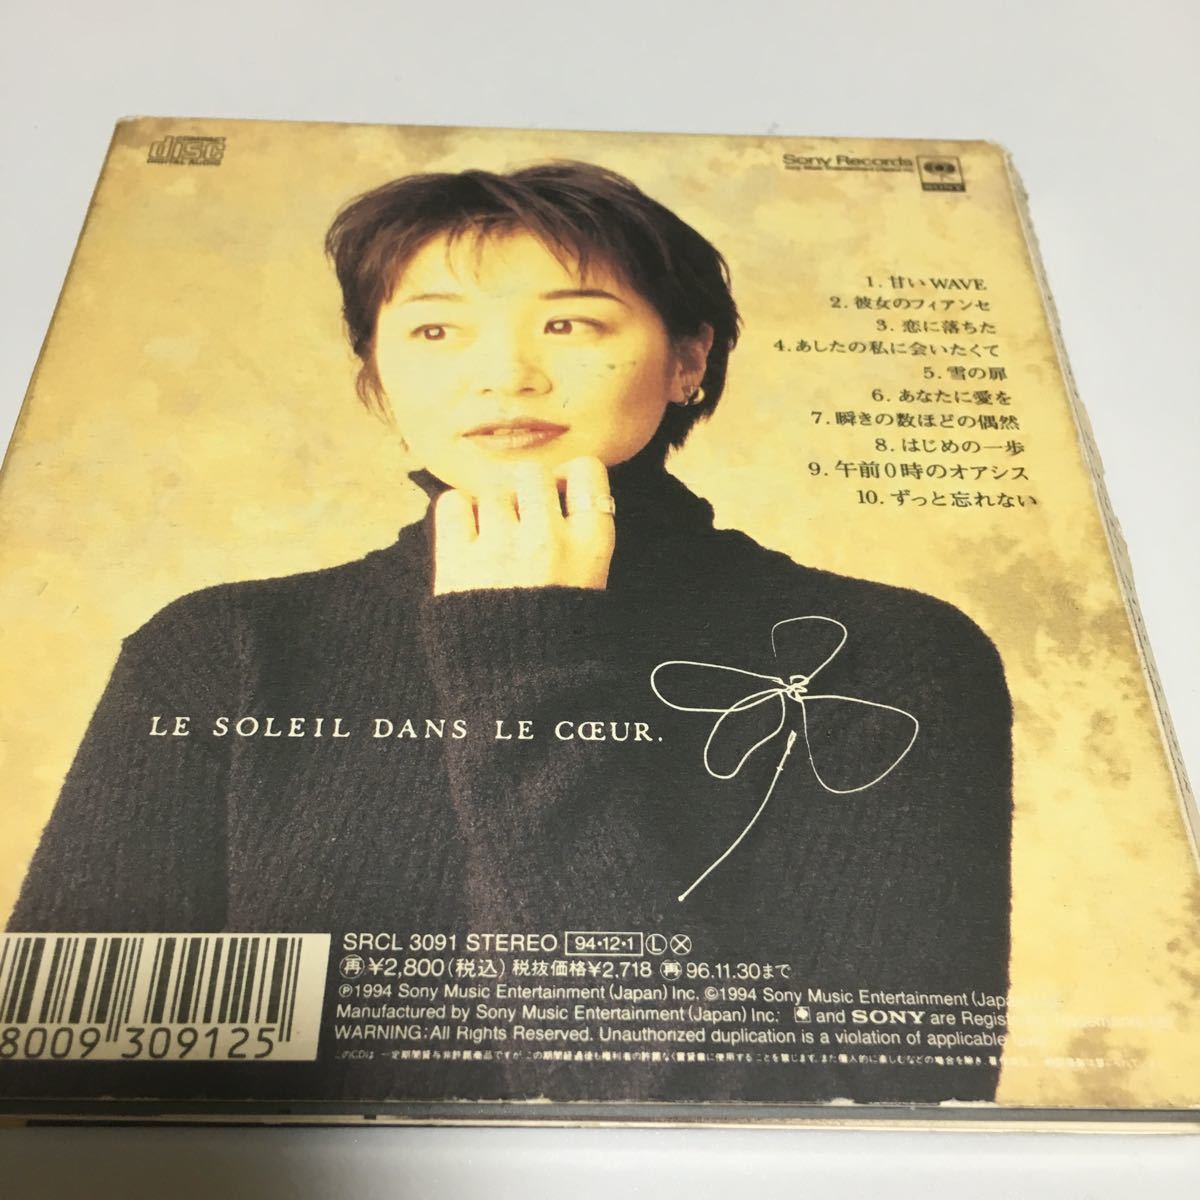 COMPACT
disc
DIGITAL AUDIO
Sony Records
SONY
1. 甘いWAVE
2. 彼女のフィアンセ
3. 恋に落ちた
4. あしたの私に会いたくて
5. 雪の扉
6. あなたに愛を
7. 瞬きの数ほどの偶然
8. はじめの一歩
9. 午前0時のオアシス
10. ずっと忘れない
LE SOLEIL DANS LE CŒUR.
SRCL 3091 STEREO 94・12・1 Ⓛ Ⓧ
再 ¥2,800(税込) 税抜価格¥2,718 再 96.11.30まで
Ⓟ1994 Sony Music Entertainment (Japan) Inc. ©1994 Sony Music Entertainment (Japan)
Manufactured by Sony Music Entertainment (Japan) Inc. and SONY are
WARNING: All Rights Reserved. Unauthorized duplication is a violation of applicable
8009 309125